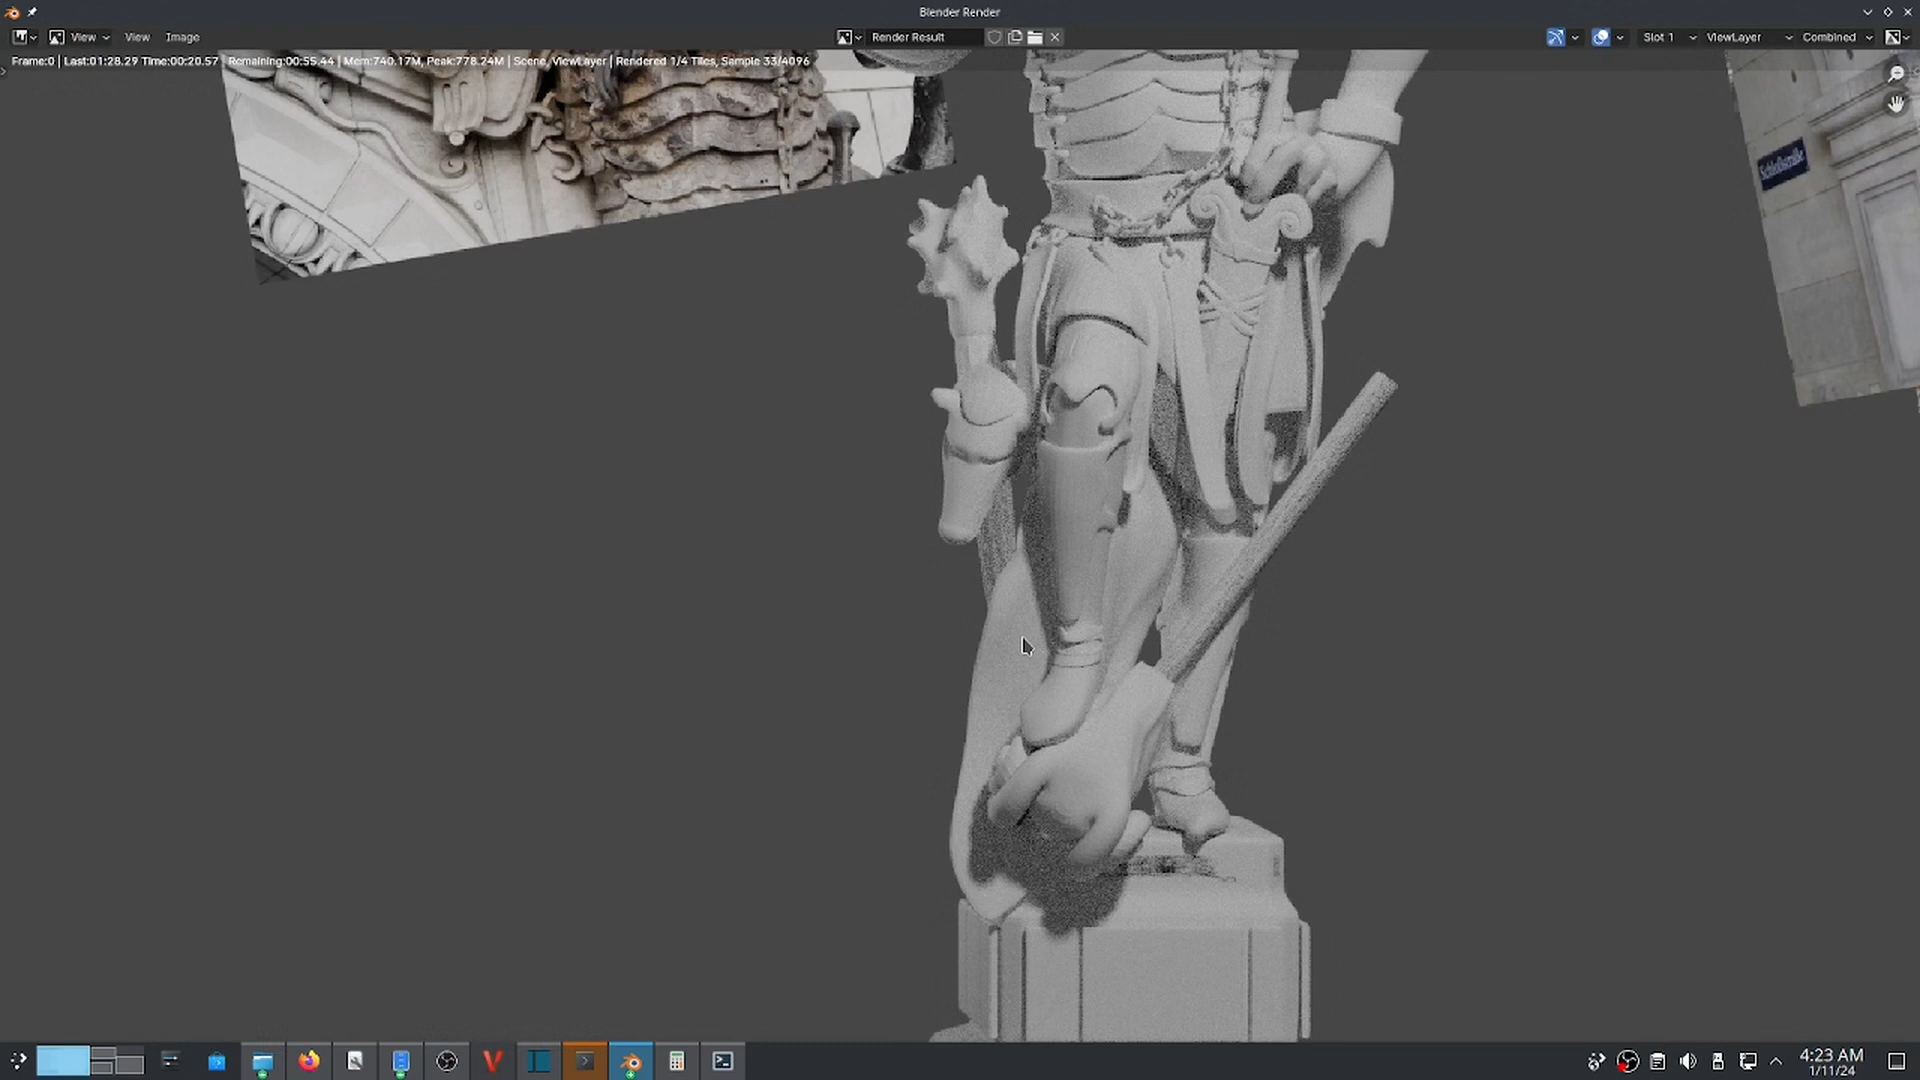 Blender Render
View
View
Image
Render Result
Slot 1
ViewLayer
Combined
Frame:0 | Last:01:28.29 Time:00:20.57 | Remaining:00:55.44 | Mem:740.17M, Peak:778.24M | Scene, ViewLayer | Rendered 1/4 Tiles, Sample 33/4096
4:23 AM
1/11/24